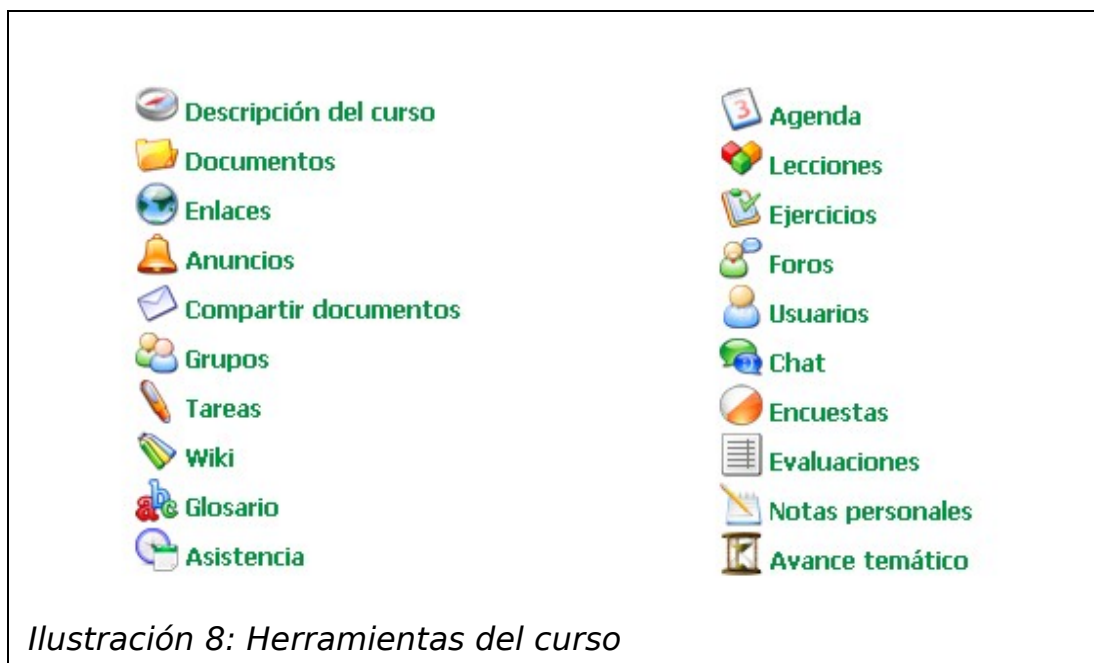 Descripción del curso
Documentos
Enlaces
Anuncios
Compartir documentos
Grupos
Tareas
Wiki
Glosario
Asistencia
Agenda
Lecciones
Ejercicios
Foros
Usuarios
Chat
Encuestas
Evaluaciones
Notas personales
Avance temático
Ilustración 8: Herramientas del curso